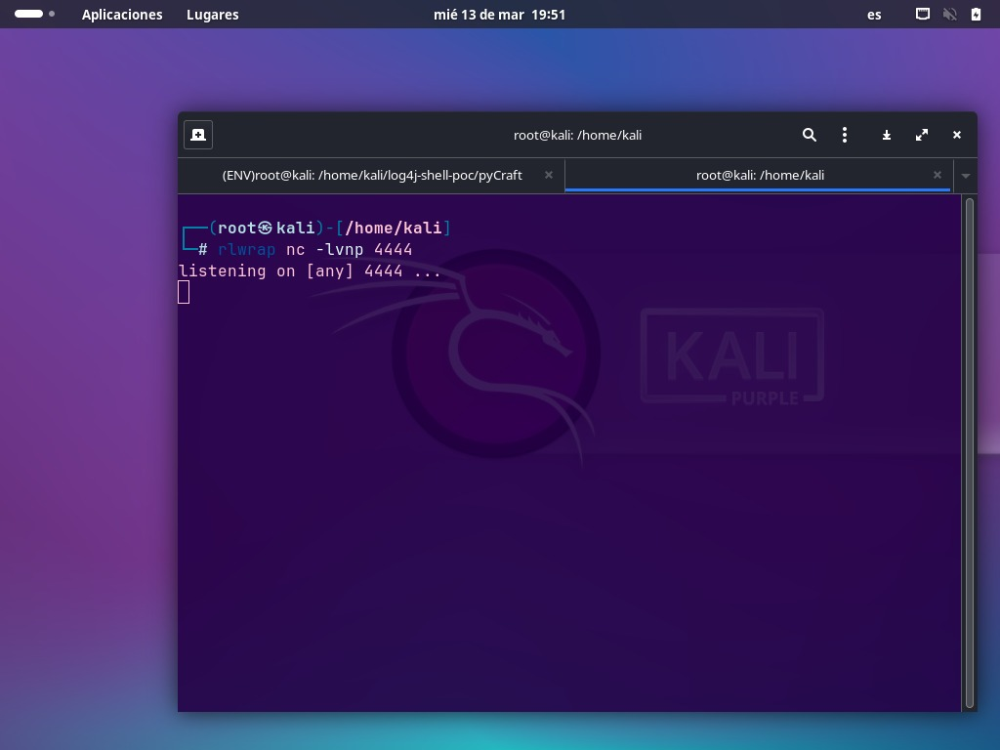 Aplicaciones Lugares mié 13 de mar 19:51 es
root@kali: /home/kali
(ENV)root@kali: /home/kali/log4j-shell-poc/pyCraft root@kali: /home/kali
┌──(root㉿kali)-[/home/kali]
└─# rlwrap nc -lvnp 4444
listening on [any] 4444 ...
KALI
PURPLE